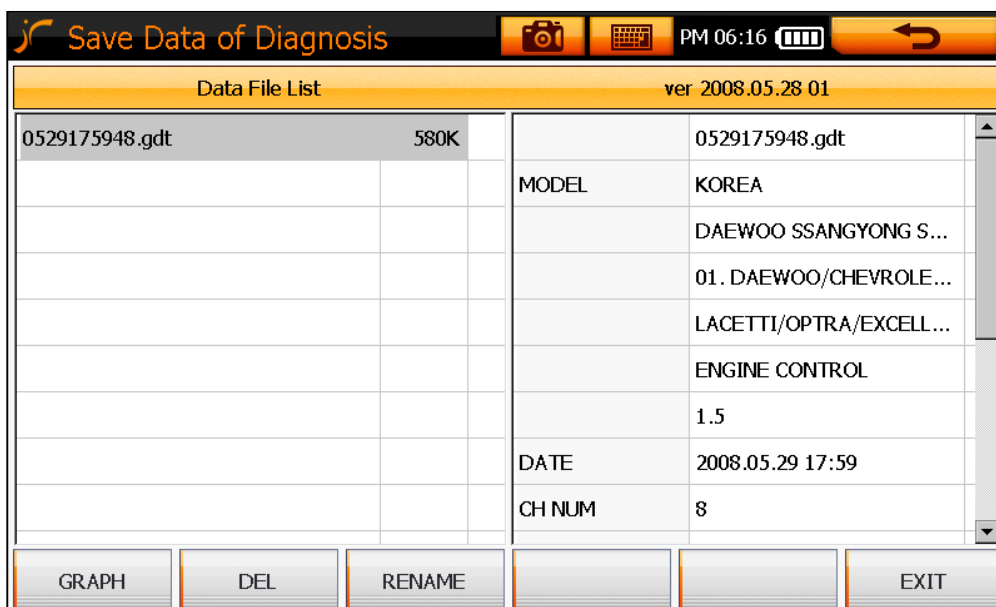 Save Data of Diagnosis PM 06:16
Data File List ver 2008.05.28 01
0529175948.gdt 580K 0529175948.gdt
MODEL KOREA
DAEWOO SSANGYONG S...
01. DAEWOO/CHEVROLE...
LACETTI/OPTRA/EXCELL...
ENGINE CONTROL
1.5
DATE 2008.05.29 17:59
CH NUM 8
GRAPH DEL RENAME EXIT